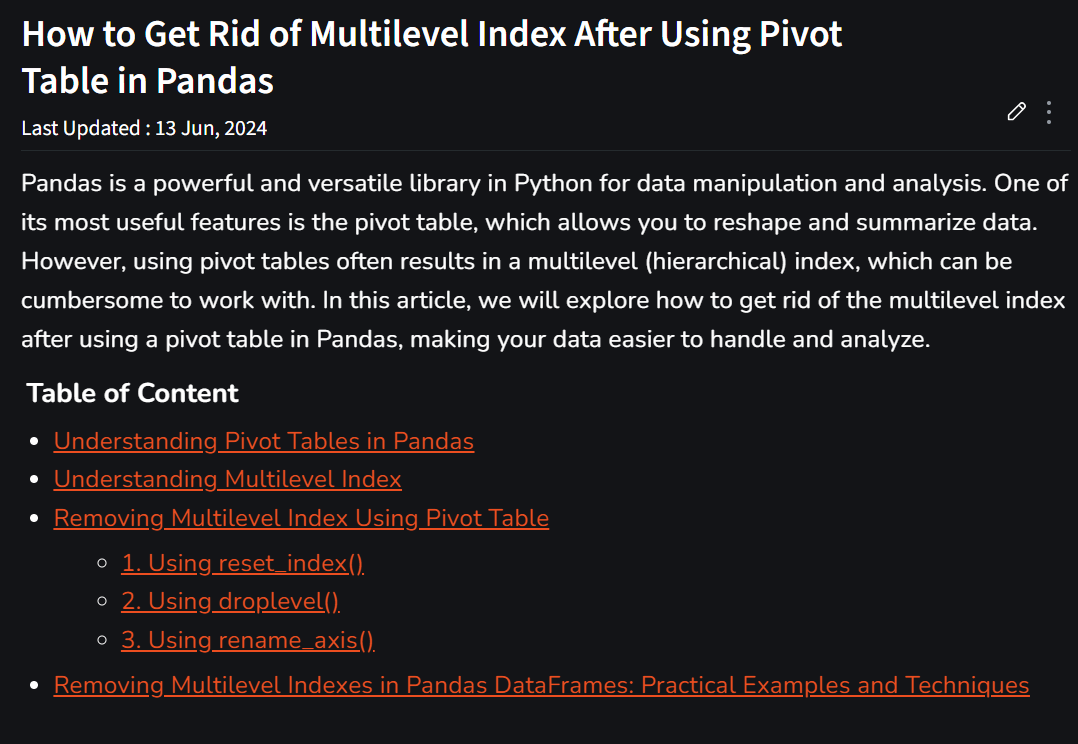 How to Get Rid of Multilevel Index After Using Pivot
Table in Pandas
Last Updated : 13 Jun, 2024
Pandas is a powerful and versatile library in Python for data manipulation and analysis. One of
its most useful features is the pivot table, which allows you to reshape and summarize data.
However, using pivot tables often results in a multilevel (hierarchical) index, which can be
cumbersome to work with. In this article, we will explore how to get rid of the multilevel index
after using a pivot table in Pandas, making your data easier to handle and analyze.
Table of Content
Understanding Pivot Tables in Pandas
Understanding Multilevel Index
Removing Multilevel Index Using Pivot Table
1. Using reset_index()
2. Using droplevel()
3. Using rename_axis()
Removing Multilevel Indexes in Pandas DataFrames: Practical Examples and Techniques